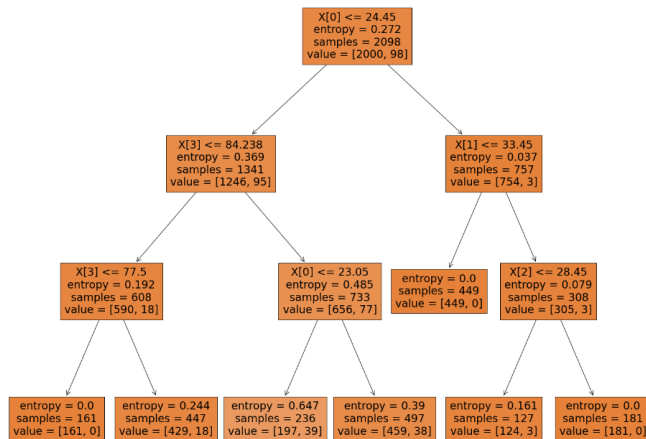 X[0] <= 24.45
entropy = 0.272
samples = 2098
value = [2000, 98]
X[3] <= 84.238
entropy = 0.369
samples = 1341
value = [1246, 95]
X[1] <= 33.45
entropy = 0.037
samples = 757
value = [754, 3]
X[3] <= 77.5
entropy = 0.192
samples = 608
value = [590, 18]
X[0] <= 23.05
entropy = 0.485
samples = 733
value = [656, 77]
entropy = 0.0
samples = 449
value = [449, 0]
X[2] <= 28.45
entropy = 0.079
samples = 308
value = [305, 3]
entropy = 0.0
samples = 161
value = [161, 0]
entropy = 0.244
samples = 447
value = [429, 18]
entropy = 0.647
samples = 236
value = [197, 39]
entropy = 0.39
samples = 497
value = [459, 38]
entropy = 0.161
samples = 127
value = [124, 3]
entropy = 0.0
samples = 181
value = [181, 0]